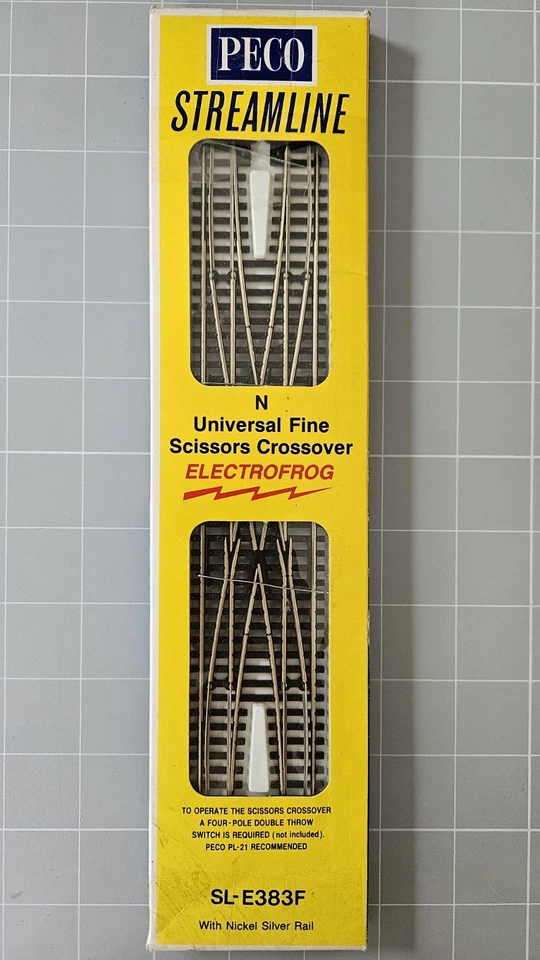 PECO
STREAMLINE
N
Universal Fine
Scissors Crossover
ELECTROFROG
TO OPERATE THE SCISSORS CROSSOVER
A FOUR-POLE DOUBLE THROW
SWITCH IS REQUIRED (not included).
PECO PL-21 RECOMMENDED
SL-E383F
With Nickel Silver Rail